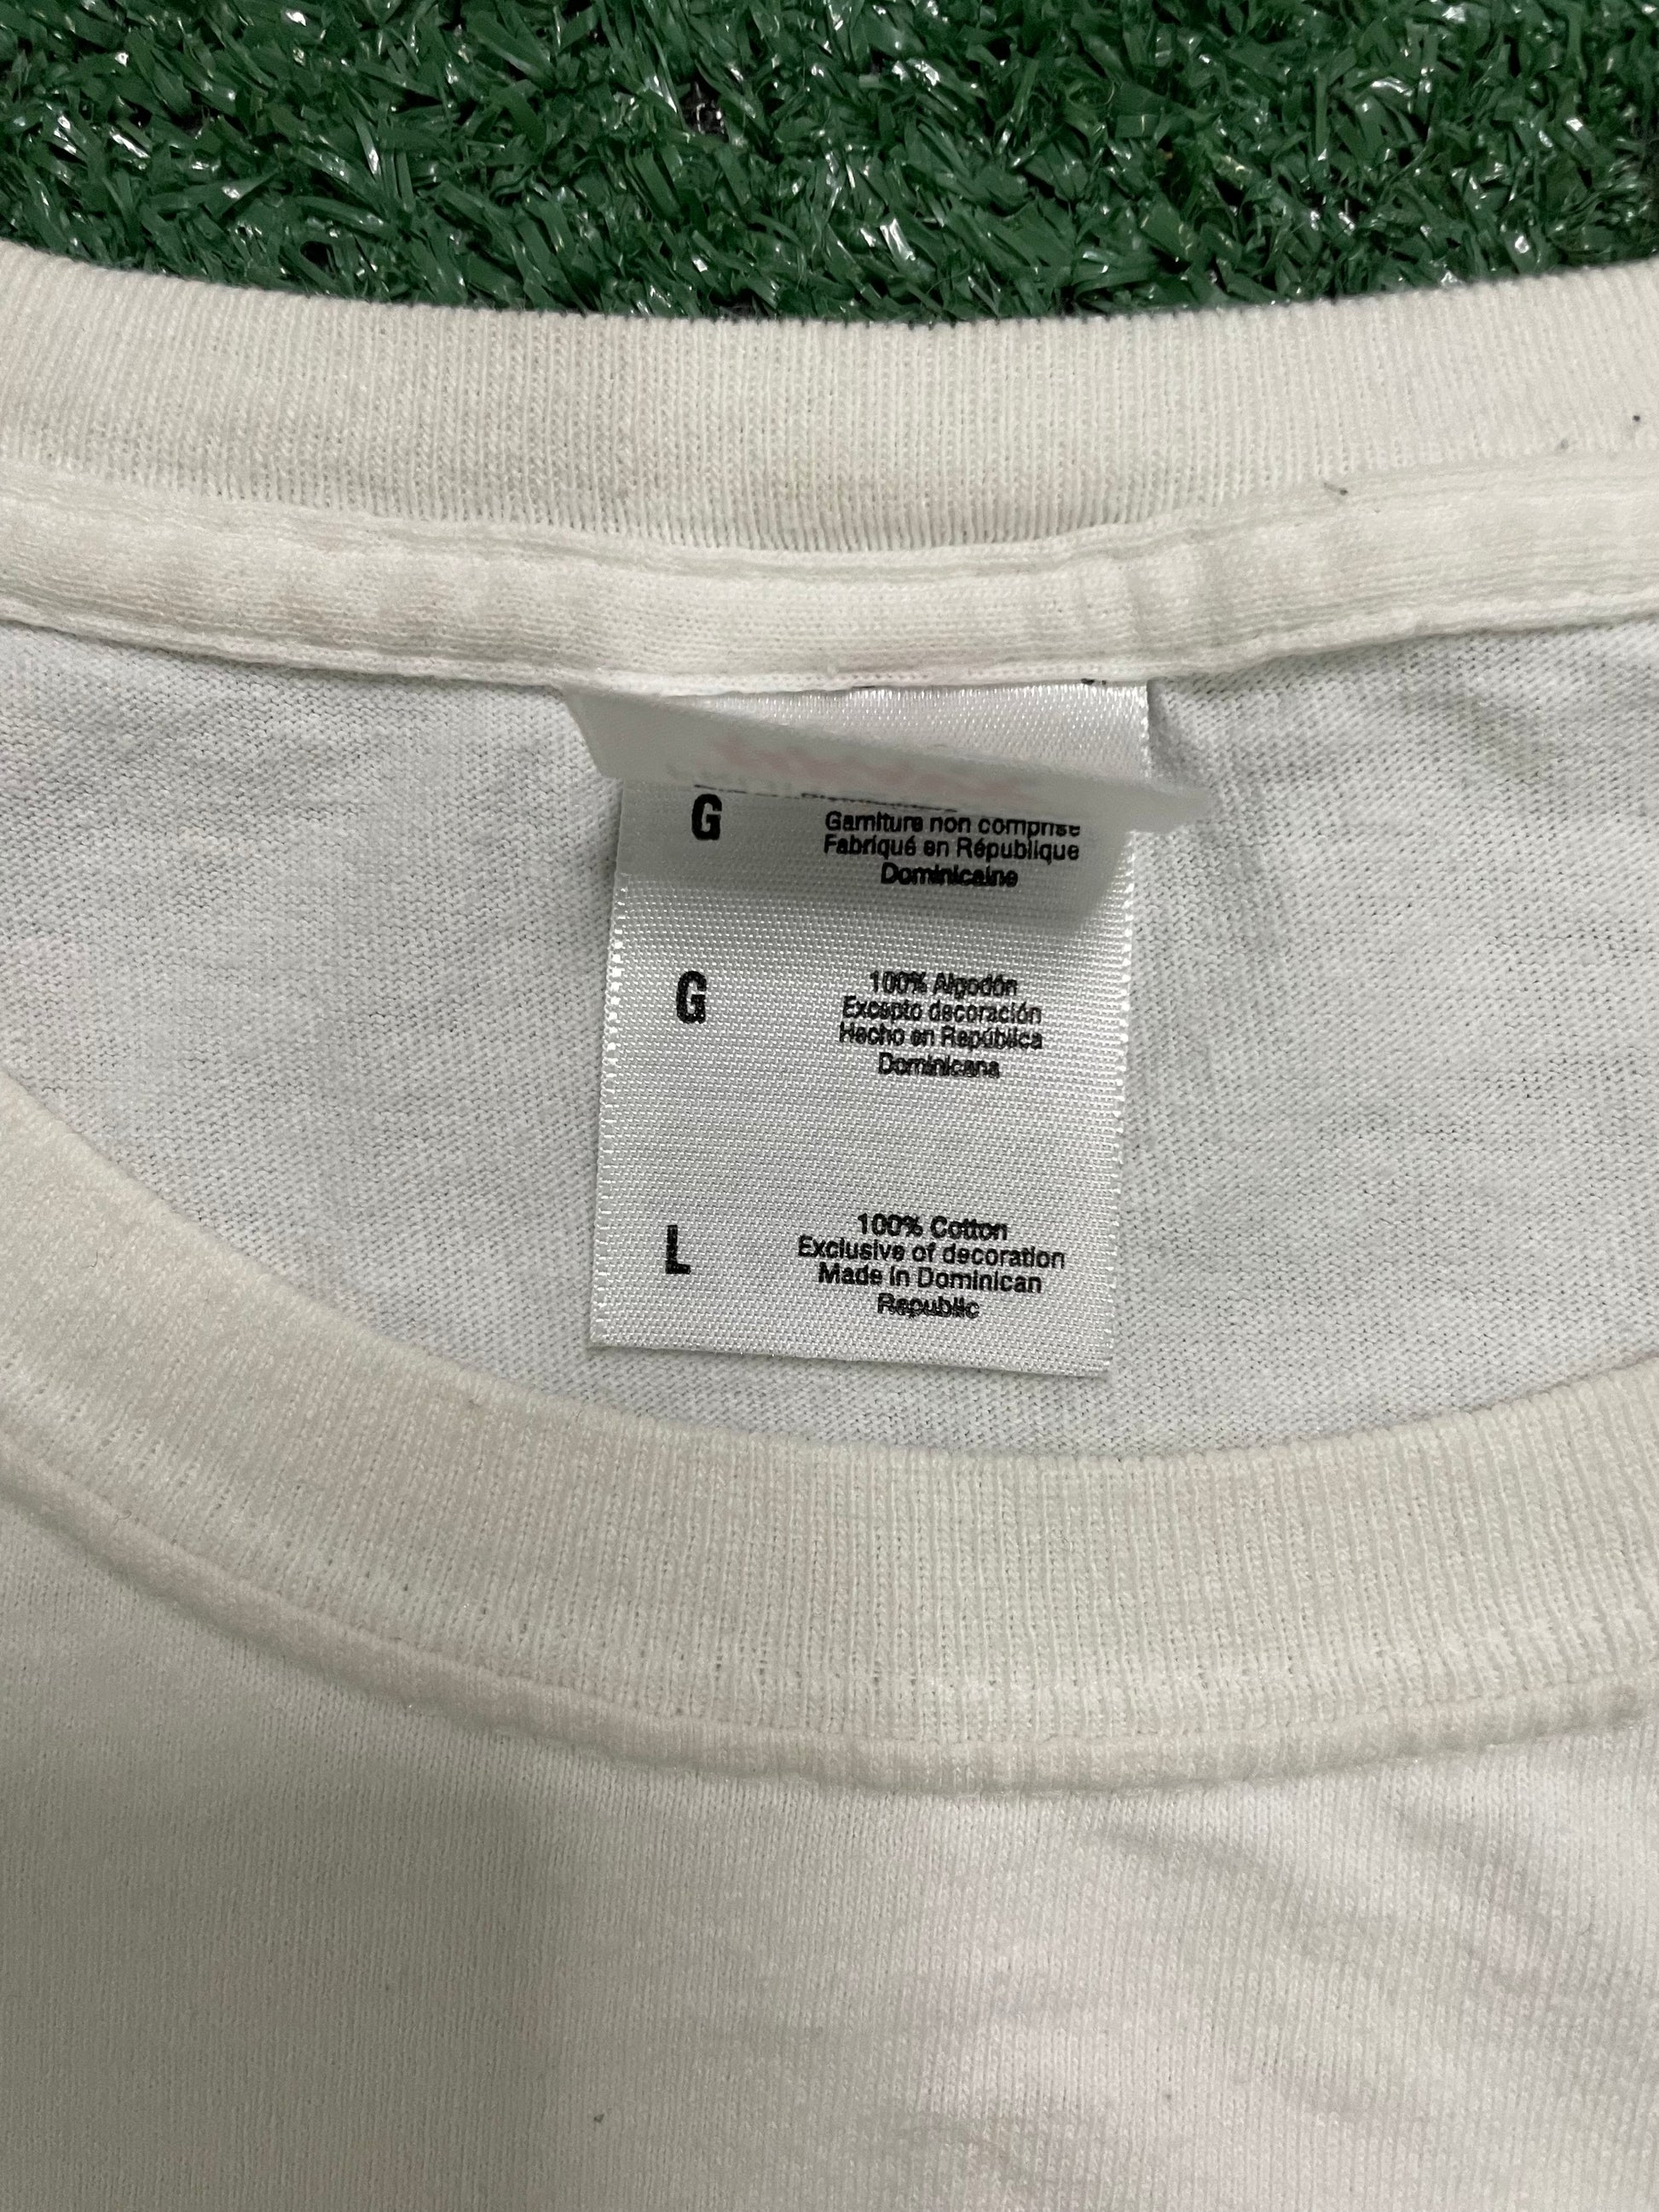 G
Garniture non comprise
Fabriqué en République
Dominicaine
G
100% Algodón
Excepto decoración
Hecho en República
Dominicana
L
100% Cotton
Exclusive of decoration
Made in Dominican
Republic